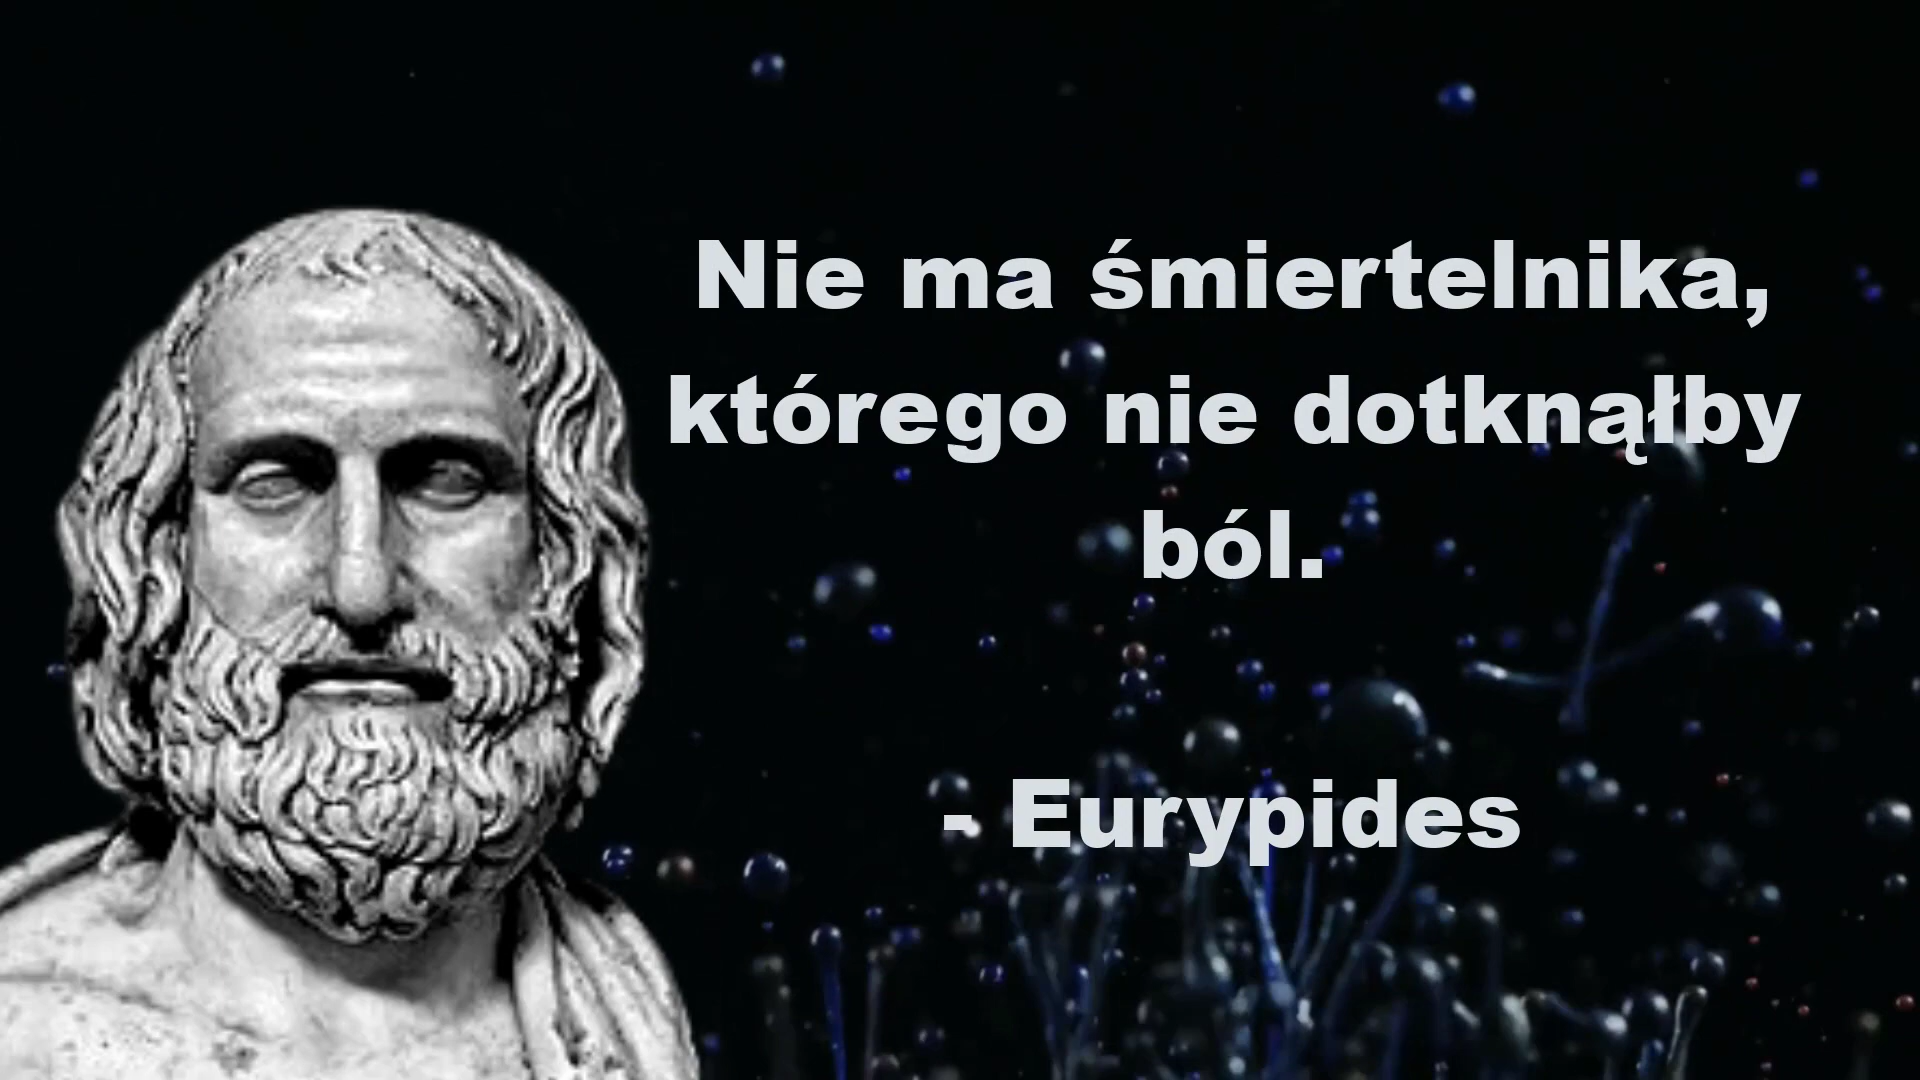 Nie ma śmiertelnika,
którego nie dotknąłby
ból.
- Eurypides